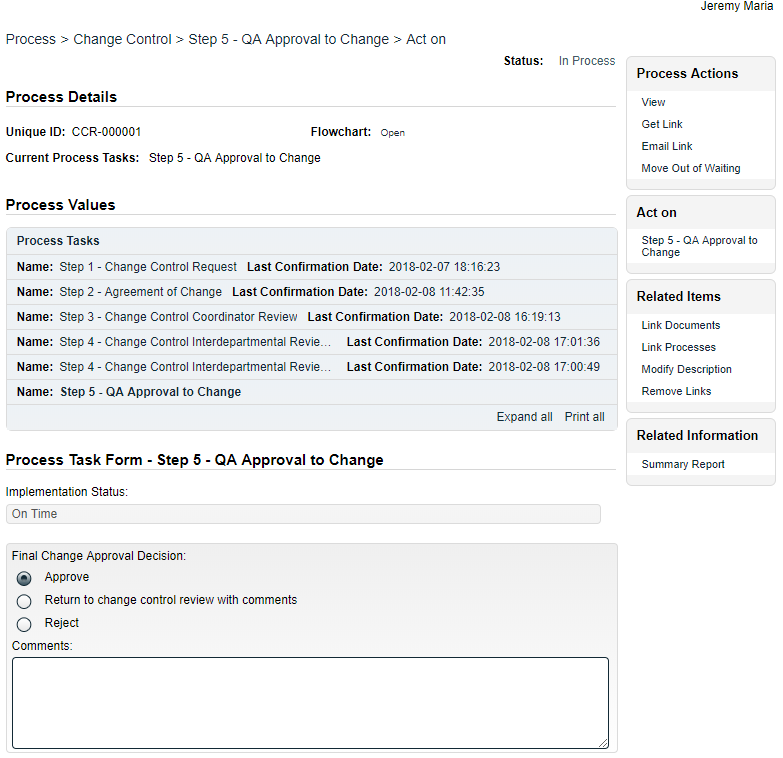 Jeremy Maria
Process > Change Control > Step 5 - QA Approval to Change > Act on
Status: In Process
Process Details
Unique ID: CCR-000001 Flowchart: Open
Current Process Tasks: Step 5 - QA Approval to Change
Process Values
Process Tasks
Name: Step 1 - Change Control Request Last Confirmation Date: 2018-02-07 18:16:23
Name: Step 2 - Agreement of Change Last Confirmation Date: 2018-02-08 11:42:35
Name: Step 3 - Change Control Coordinator Review Last Confirmation Date: 2018-02-08 16:19:13
Name: Step 4 - Change Control Interdepartmental Revie... Last Confirmation Date: 2018-02-08 17:01:36
Name: Step 4 - Change Control Interdepartmental Revie... Last Confirmation Date: 2018-02-08 17:00:49
Name: Step 5 - QA Approval to Change
Expand all Print all
Process Task Form - Step 5 - QA Approval to Change
Implementation Status:
On Time
Final Change Approval Decision:
Approve
Return to change control review with comments
Reject
Comments:
Process Actions
View
Get Link
Email Link
Move Out of Waiting
Act on
Step 5 - QA Approval to
Change
Related Items
Link Documents
Link Processes
Modify Description
Remove Links
Related Information
Summary Report